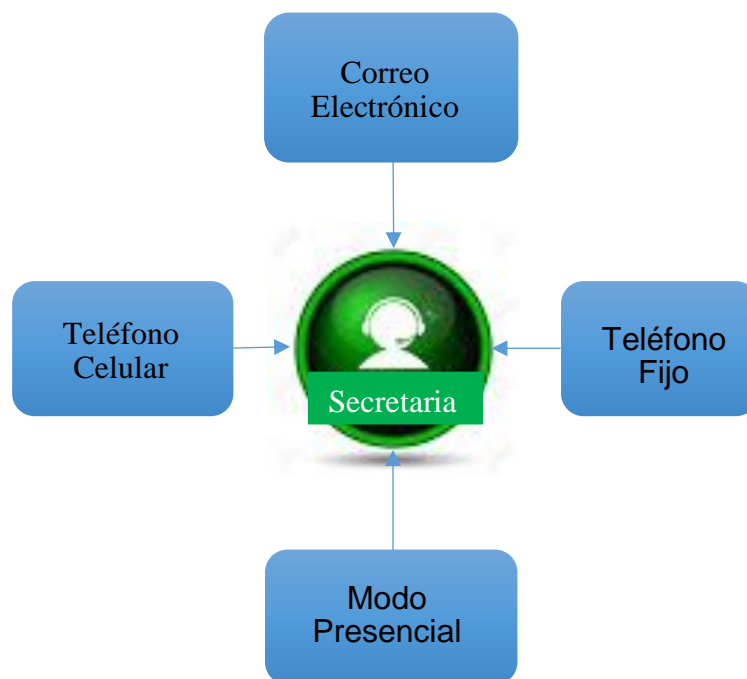 Correo
Electrónico
Teléfono
Celular
Secretaria
Teléfono
Fijo
Modo
Presencial